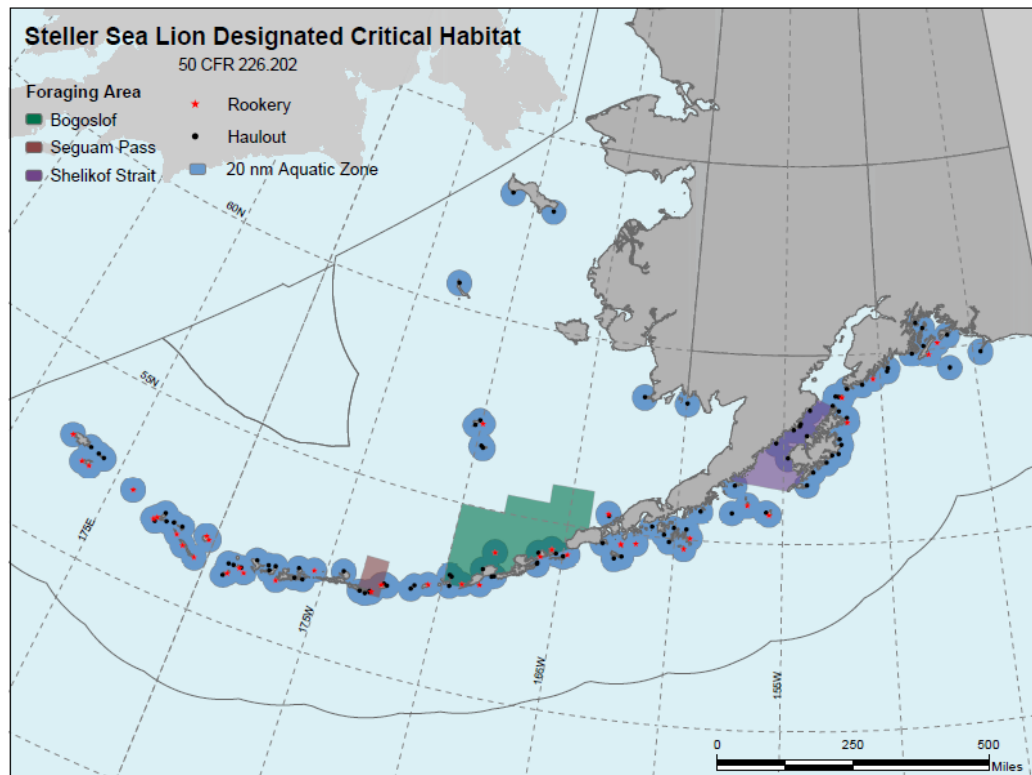 Steller Sea Lion Designated Critical Habitat
50 CFR 226.202
Foraging Area
Bogoslof
Seguam Pass
Shelikof Strait
Rookery
Haulout
20 nm Aquatic Zone
60N
55N
175E
175W
165W
155W
0 250 500
Miles